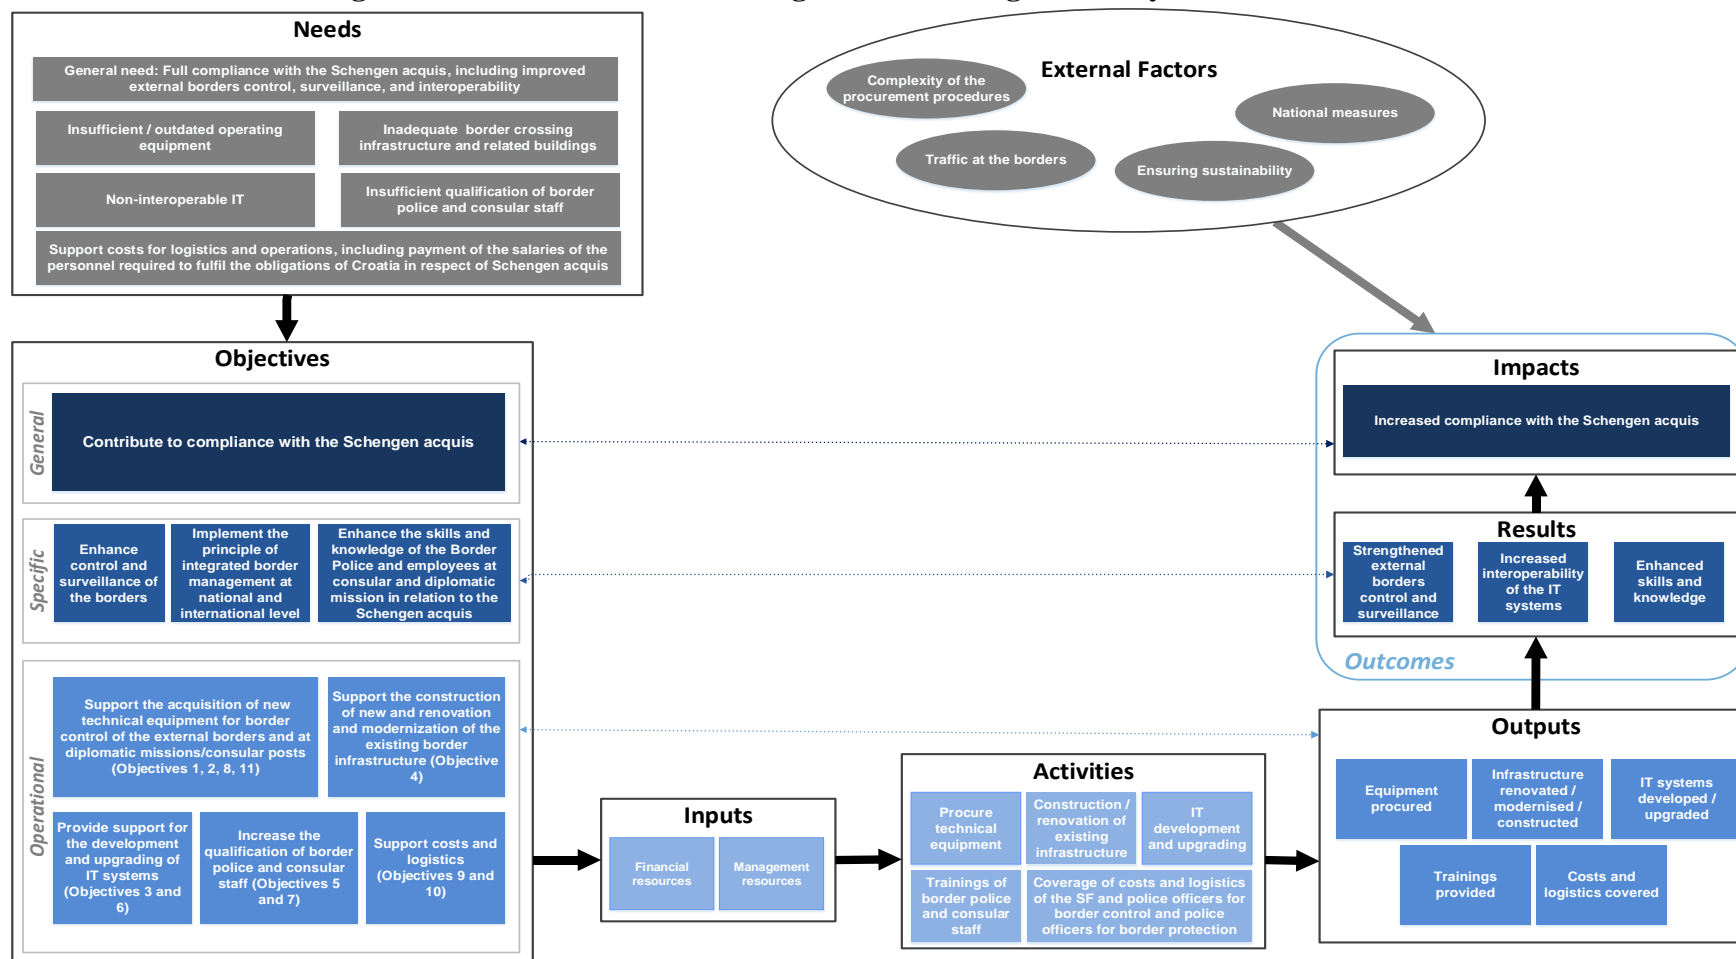 Needs
General need: Full compliance with the Schengen acquis, including improved
external borders control, surveillance, and interoperability
Insufficient / outdated operating
equipment
Inadequate border crossing
infrastructure and related buildings
Non-interoperable IT
Insufficient qualification of border
police and consular staff
Support costs for logistics and operations, including payment of the salaries of the
personnel required to fulfil the obligations of Croatia in respect of Schengen acquis
External Factors
Complexity of the
procurement procedures
National measures
Traffic at the borders
Ensuring sustainability
Objectives
General
Contribute to compliance with the Schengen acquis
Specific
Enhance
control and
surveillance of
the borders
Implement the
principle of
integrated border
management at
national and
international level
Enhance the skills and
knowledge of the Border
Police and employees at
consular and diplomatic
mission in relation to the
Schengen acquis
Operational
Support the acquisition of new
technical equipment for border
control of the external borders and at
diplomatic missions/consular posts
(Objectives 1, 2, 8, 11)
Support the construction
of new and renovation
and modernization of the
existing border
infrastructure (Objective
4)
Provide support for
the development
and upgrading of
IT systems
(Objectives 3 and
6)
Increase the
qualification of border
police and consular
staff (Objectives 5
and 7)
Support costs and
logistics
(Objectives 9 and
10)
Inputs
Financial
resources
Management
resources
Activities
Procure
technical
equipment
Construction /
renovation of
existing
infrastructure
IT
development
and upgrading
Trainings of
border police
and consular
staff
Coverage of costs and logistics
of the SF and police officers for
border control and police
officers for border protection
Impacts
Increased compliance with the Schengen acquis
Results
Strengthened
external
borders
control and
surveillance
Increased
interoperability
of the IT
systems
Enhanced
skills and
knowledge
Outcomes
Outputs
Equipment
procured
Infrastructure
renovated /
modernised /
constructed
IT systems
developed /
upgraded
Trainings
provided
Costs and
logistics covered